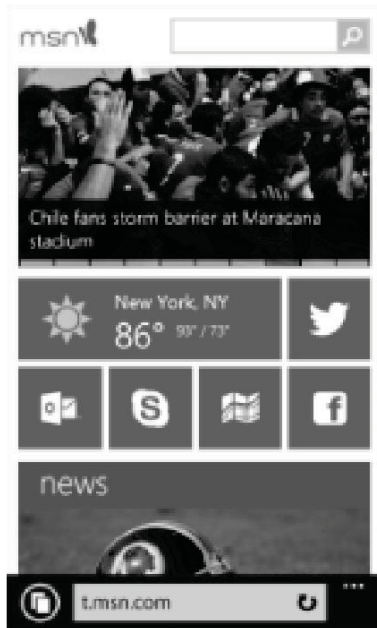 msn
Chile fans storm barrier at Maracana
stadium
New York, NY
86° 93° / 73°
news
t.msn.com